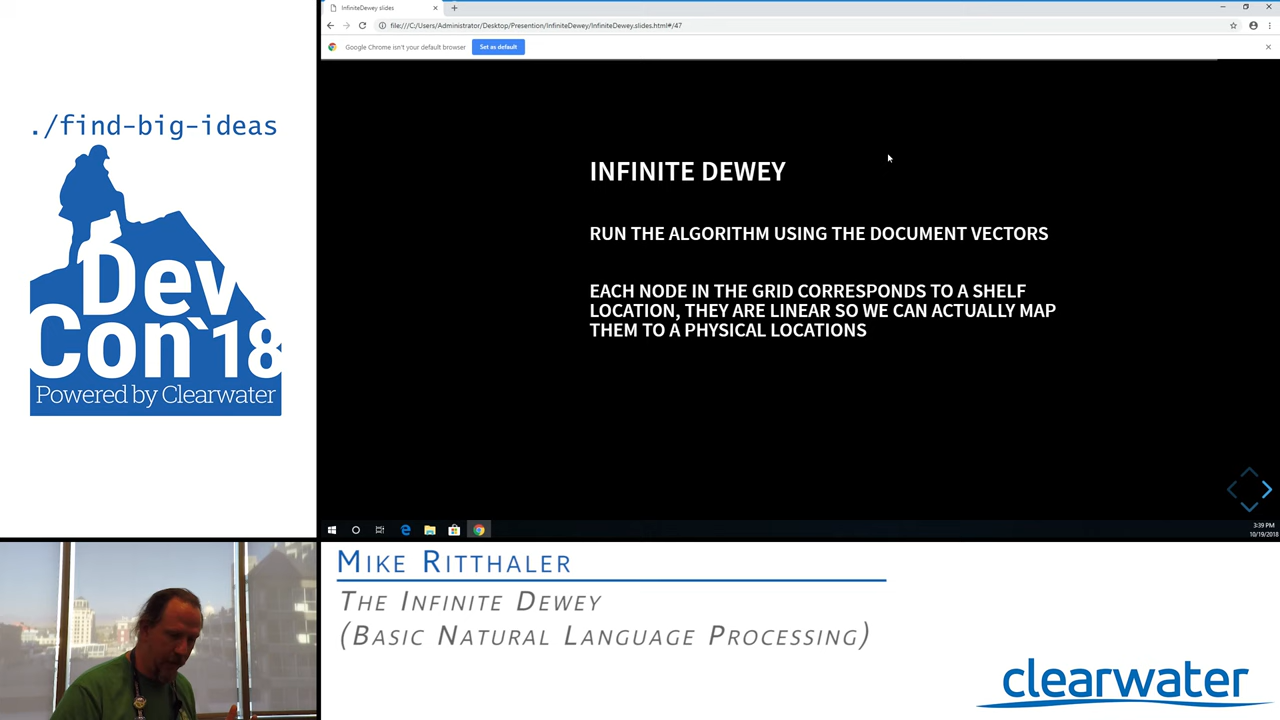 InfiniteDewey slides
file:///C:/Users/Administrator/Desktop/Presention/InfiniteDewey/InfiniteDewey.slides.html#/47
Google Chrome isn't your default browser
Set as default
./find-big-ideas
Dev
Con`18
Powered by Clearwater
INFINITE DEWEY
RUN THE ALGORITHM USING THE DOCUMENT VECTORS
EACH NODE IN THE GRID CORRESPONDS TO A SHELF
LOCATION, THEY ARE LINEAR SO WE CAN ACTUALLY MAP
THEM TO A PHYSICAL LOCATIONS
3:39 PM
10/19/2018
MIKE RITTHALER
THE INFINITE DEWEY
(BASIC NATURAL LANGUAGE PROCESSING)
clearwater